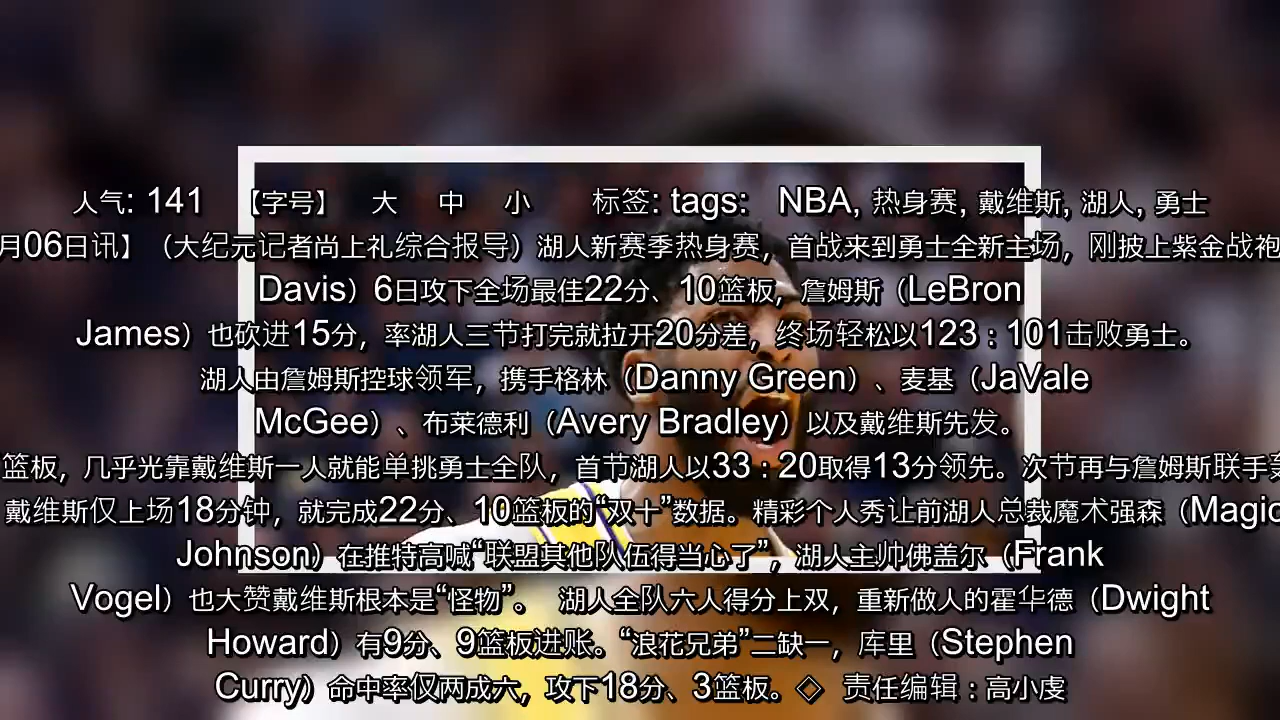 人气: 141 【字号】 大 中 小 标签: tags: NBA, 热身赛, 戴维斯, 湖人, 勇士
月06日讯】（大纪元记者尚上礼综合报导）湖人新赛季热身赛，首战来到勇士全新主场，刚披上紫金战袍
Davis）6日攻下全场最佳22分、10篮板，詹姆斯（LeBron
James）也砍进15分，率湖人三节打完就拉开20分差，终场轻松以123：101击败勇士。
湖人由詹姆斯控球领军，携手格林（Danny Green）、麦基（JaVale
McGee）、布莱德利（Avery Bradley）以及戴维斯先发。
篮板，几乎光靠戴维斯一人就能单挑勇士全队，首节湖人以33：20取得13分领先。次节再与詹姆斯联手
戴维斯仅上场18分钟，就完成22分、10篮板的“双十”数据。精彩个人秀让前湖人总裁魔术强森（Magic
Johnson）在推特高喊“联盟其他队伍得当心了”，湖人主帅佛盖尔（Frank
Vogel）也大赞戴维斯根本是“怪物”。 湖人全队六人得分上双，重新做人的霍华德（Dwight
Howard）有9分、9篮板进账。“浪花兄弟”二缺一，库里（Stephen
Curry）命中率仅两成六，攻下18分、3篮板。◇ 责任编辑：高小虔